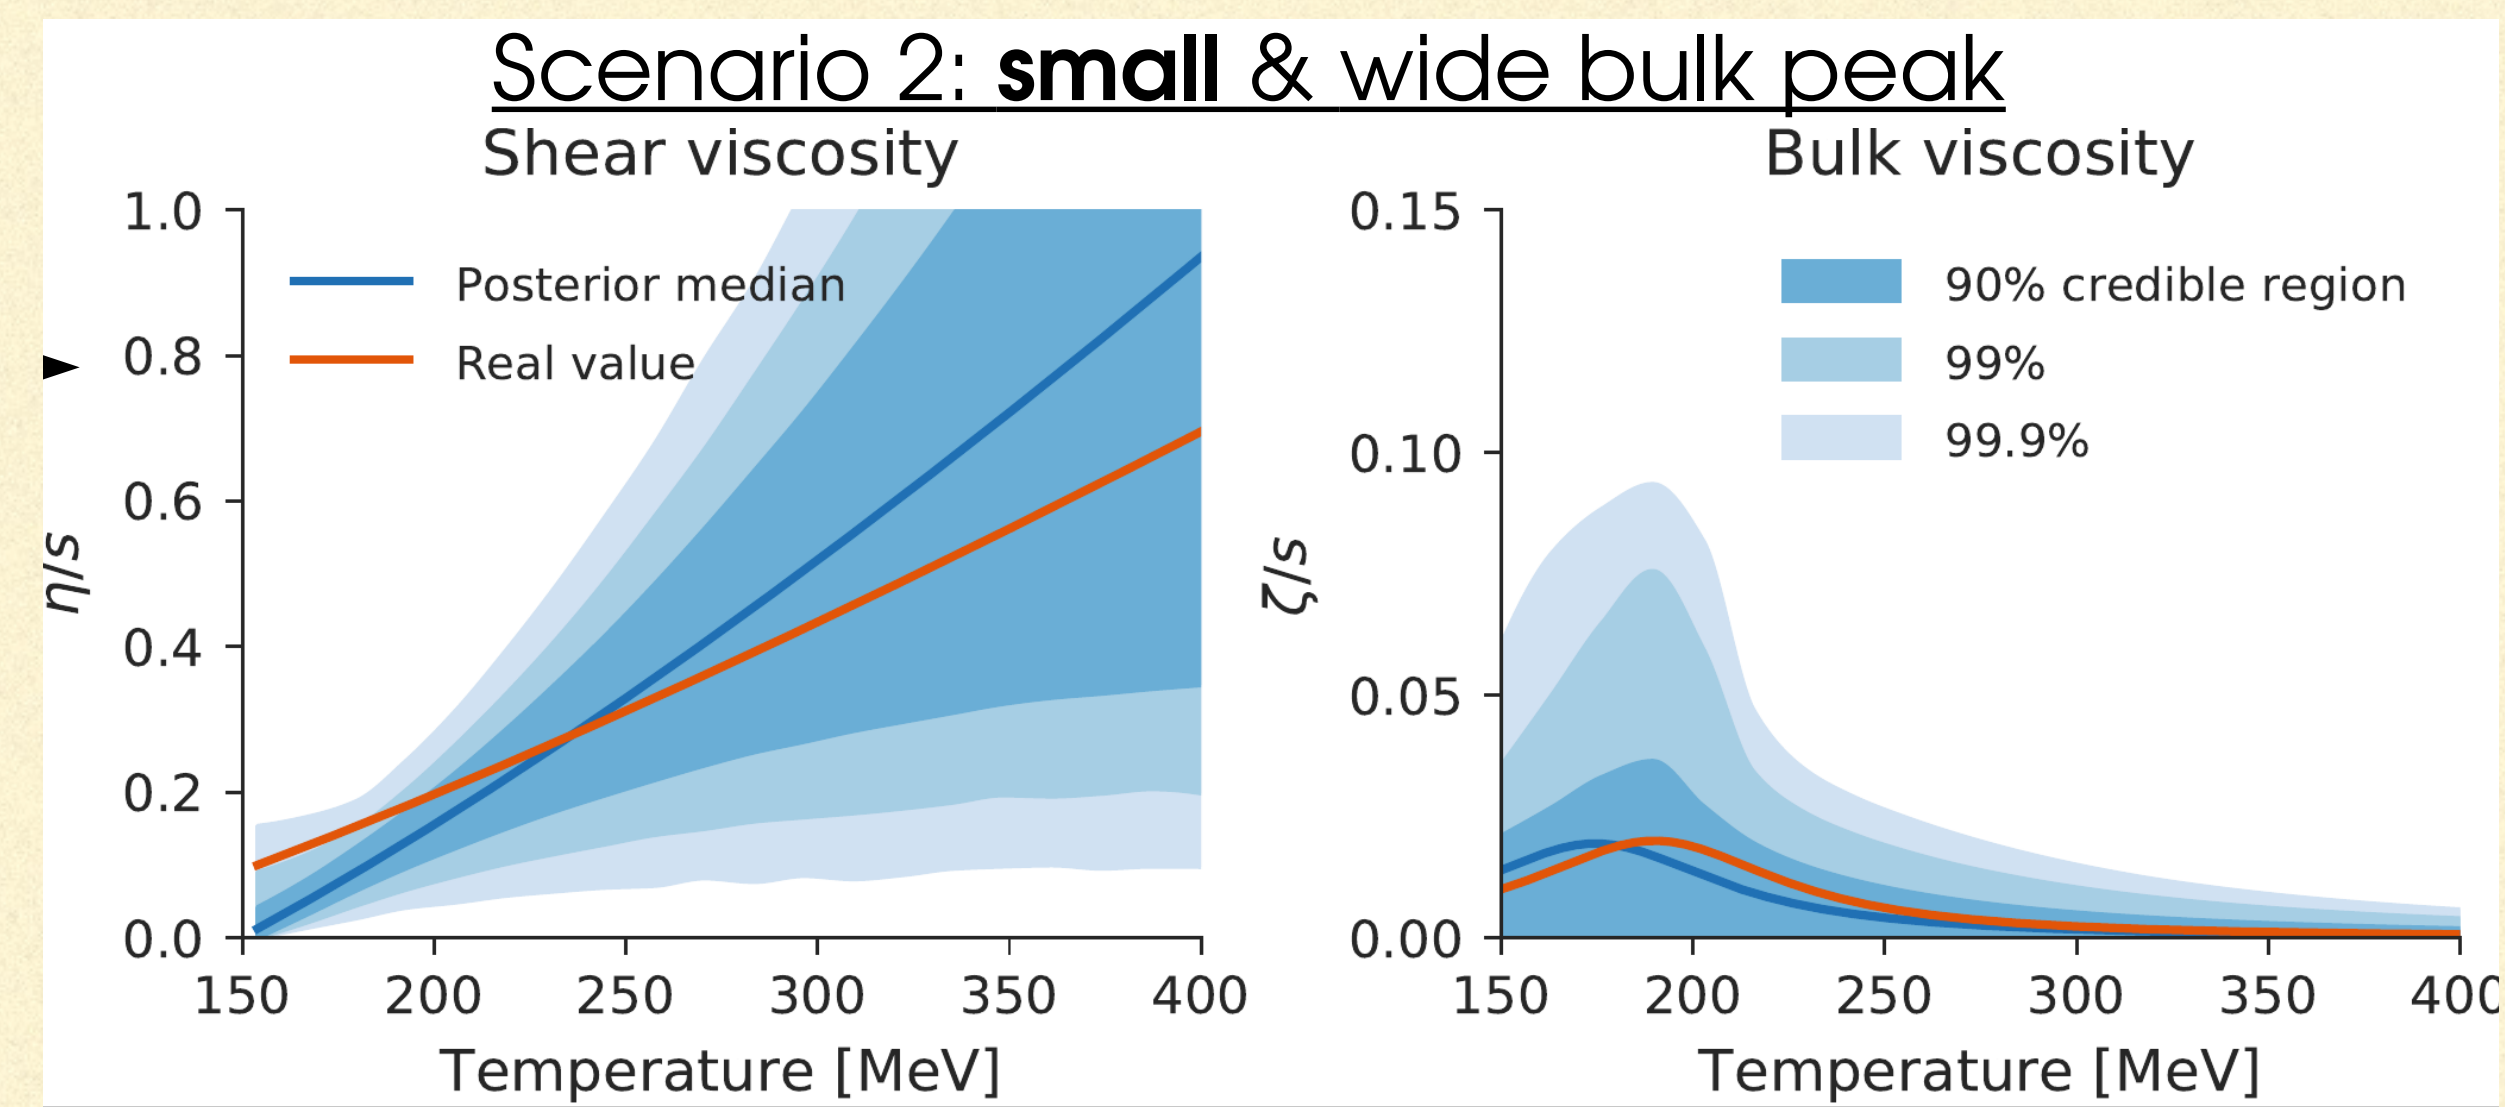 Scenario 2: small & wide bulk peak
Shear viscosity
1.0
0.8
0.6
0.4
0.2
0.0
η/s
Posterior median
Real value
150 200 250 300 350 400
Temperature [MeV]
Bulk viscosity
0.15
0.10
0.05
0.00
ζ/s
90% credible region
99%
99.9%
150 200 250 300 350 400
Temperature [MeV]